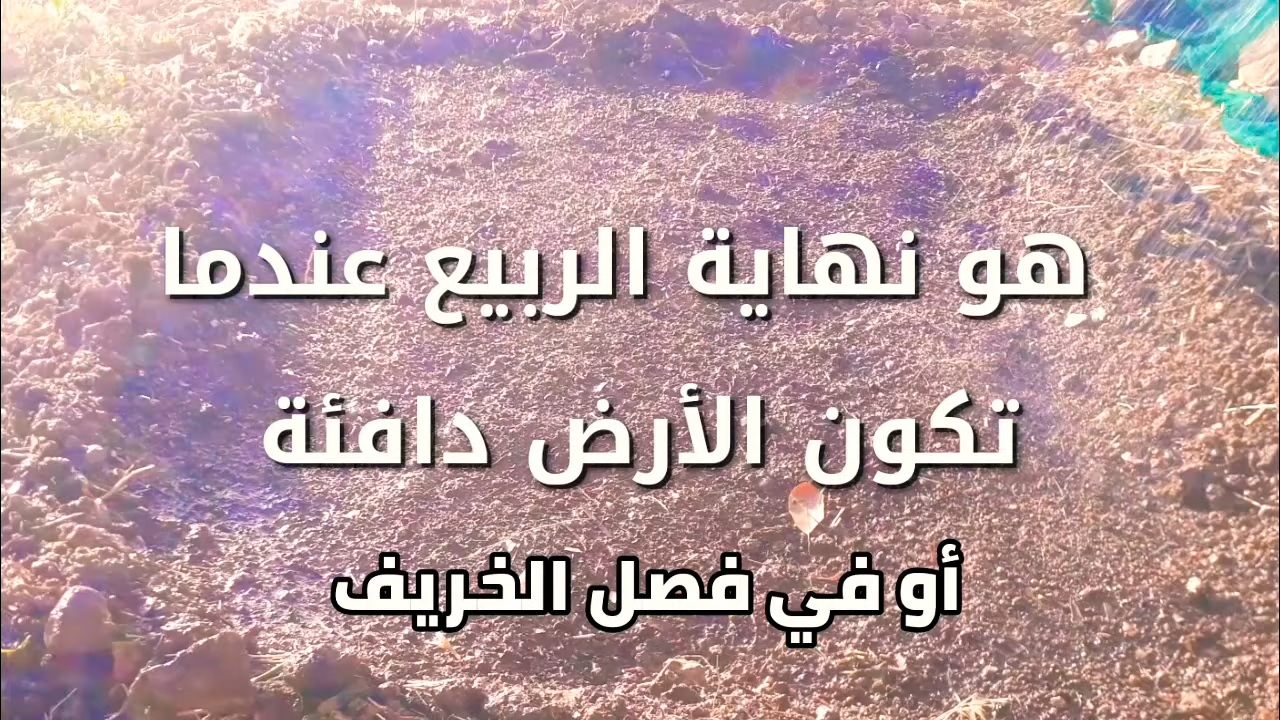 هو نهاية الربيع عندما
تكون الأرض دافئة
أو في فصل الخريف